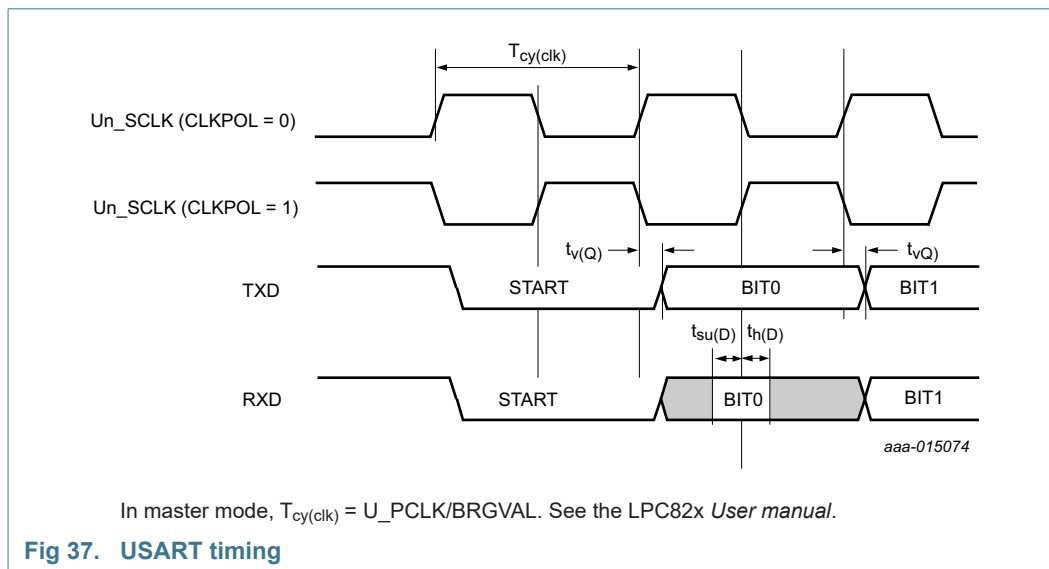 T_cy(clk)
Un_SCLK (CLKPOL = 0)
Un_SCLK (CLKPOL = 1)
t_v(Q)
t_vQ)
TXD
START
BIT0
BIT1
t_su(D)
t_h(D)
RXD
START
BIT0
BIT1
aaa-015074
In master mode, T_cy(clk) = U_PCLK/BRGVAL. See the LPC82x User manual.
Fig 37. USART timing